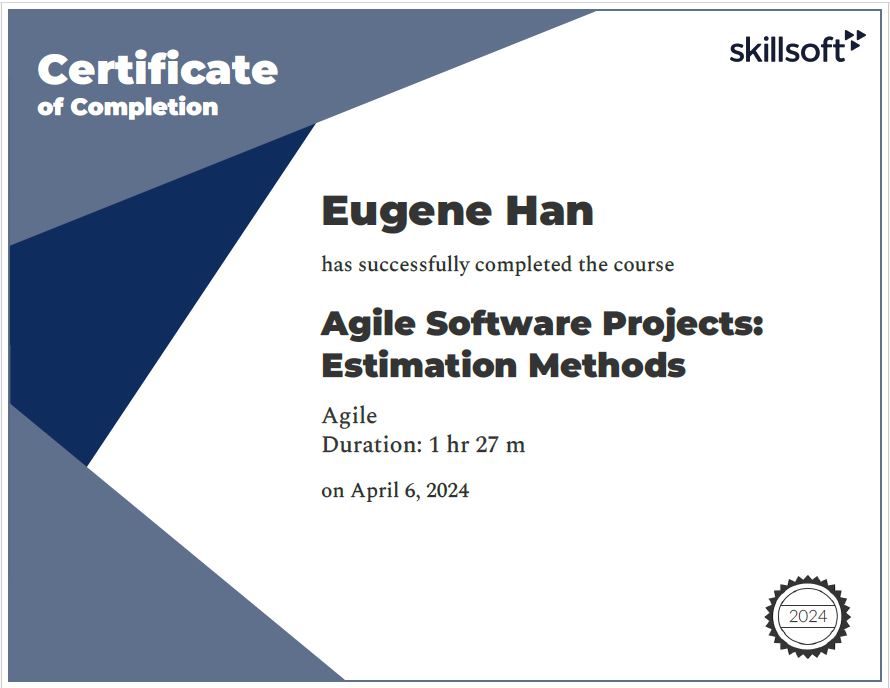 Certificate
of Completion
skillsoft
Eugene Han
has successfully completed the course
Agile Software Projects:
Estimation Methods
Agile
Duration: 1 hr 27 m
on April 6, 2024
2024